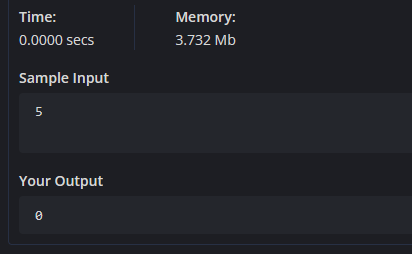 Time:
Memory:
0.0000 secs
3.732 Mb
Sample Input
5
Your Output
0